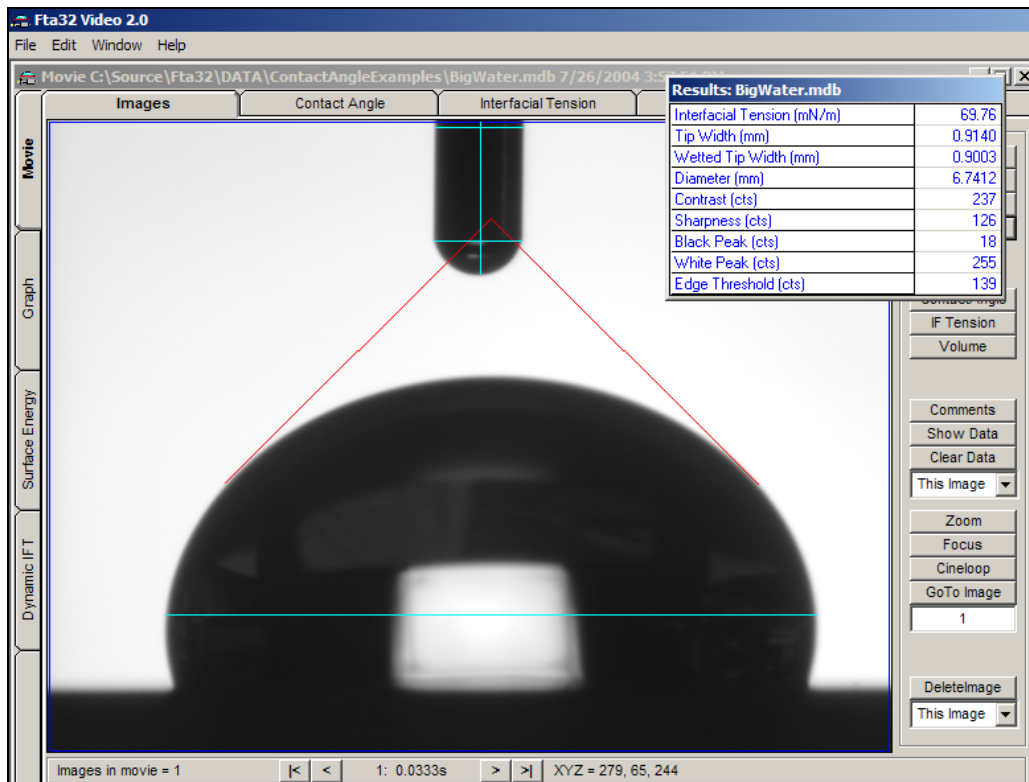 Fta32 Video 2.0
File Edit Window Help
Movie C:\Source\Fta32\DATA\ContactAngleExamples\BigWater.mdb 7/26/2004
Images Contact Angle Interfacial Tension
Results: BigWater.mdb
Interfacial Tension (mN/m) 69.76
Tip Width (mm) 0.9140
Wetted Tip Width (mm) 0.9003
Diameter (mm) 6.7412
Contrast (cts) 237
Sharpness (cts) 126
Black Peak (cts) 18
White Peak (cts) 255
Edge Threshold (cts) 139
Movie
Graph
Surface Energy
Dynamic IFT
Contact Angle
IF Tension
Volume
Comments
Show Data
Clear Data
This Image
Zoom
Focus
Cineloop
GoTo Image
1
DeleteImage
This Image
Images in movie = 1 |< < 1: 0.0333s > >| XYZ = 279, 65, 244